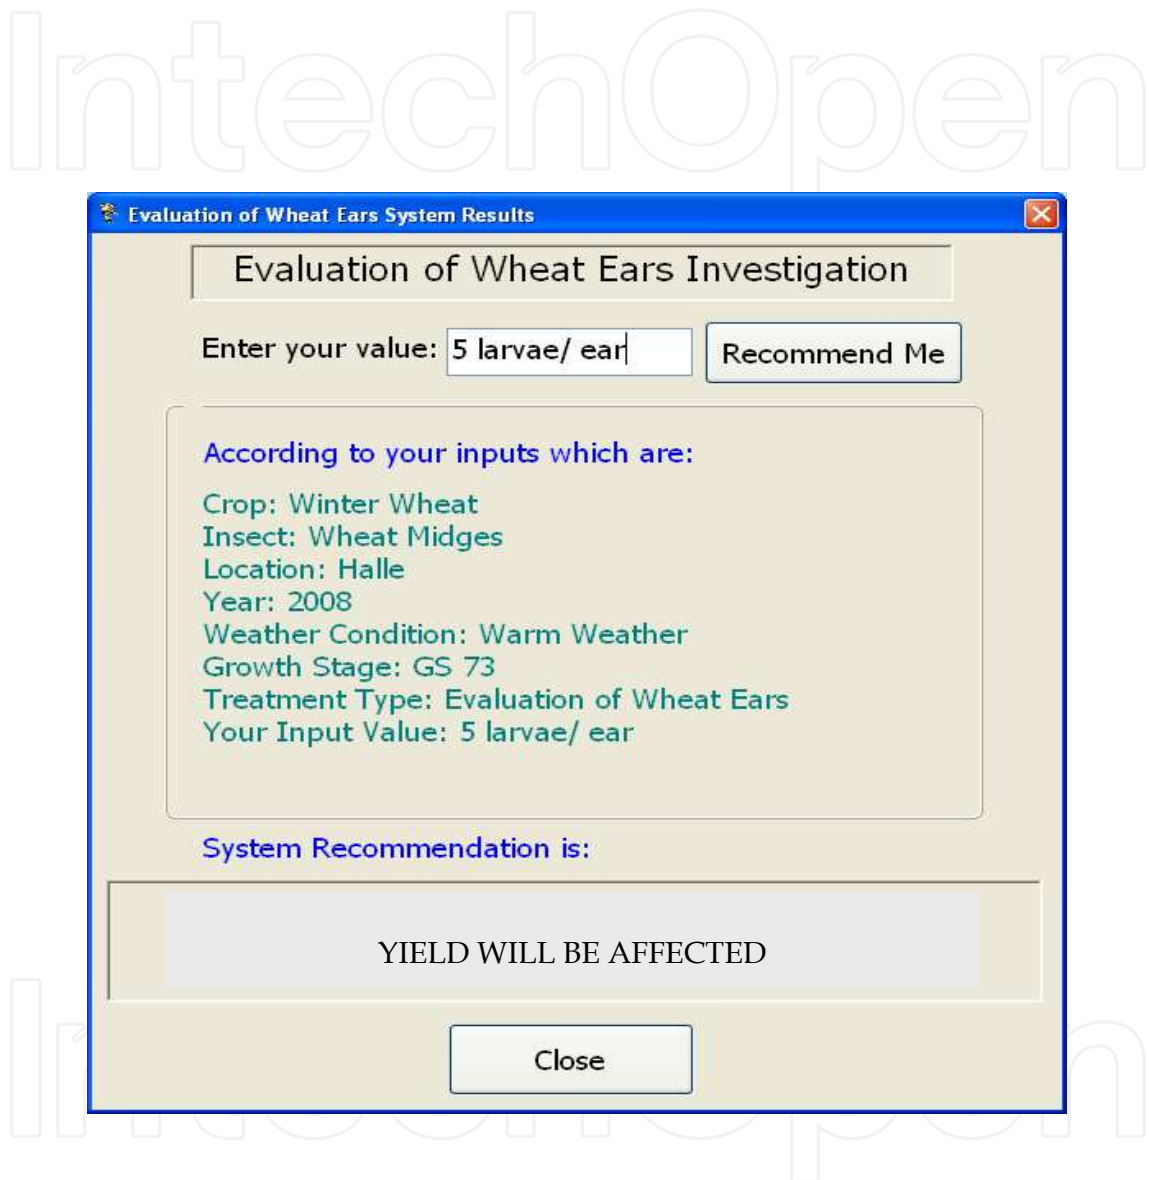 IntechOpen
Evaluation of Wheat Ears System Results
Evaluation of Wheat Ears Investigation
Enter your value: 5 larvae/ ear Recommend Me
According to your inputs which are:
Crop: Winter Wheat
Insect: Wheat Midges
Location: Halle
Year: 2008
Weather Condition: Warm Weather
Growth Stage: GS 73
Treatment Type: Evaluation of Wheat Ears
Your Input Value: 5 larvae/ ear
System Recommendation is:
YIELD WILL BE AFFECTED
Close
IntechOpen